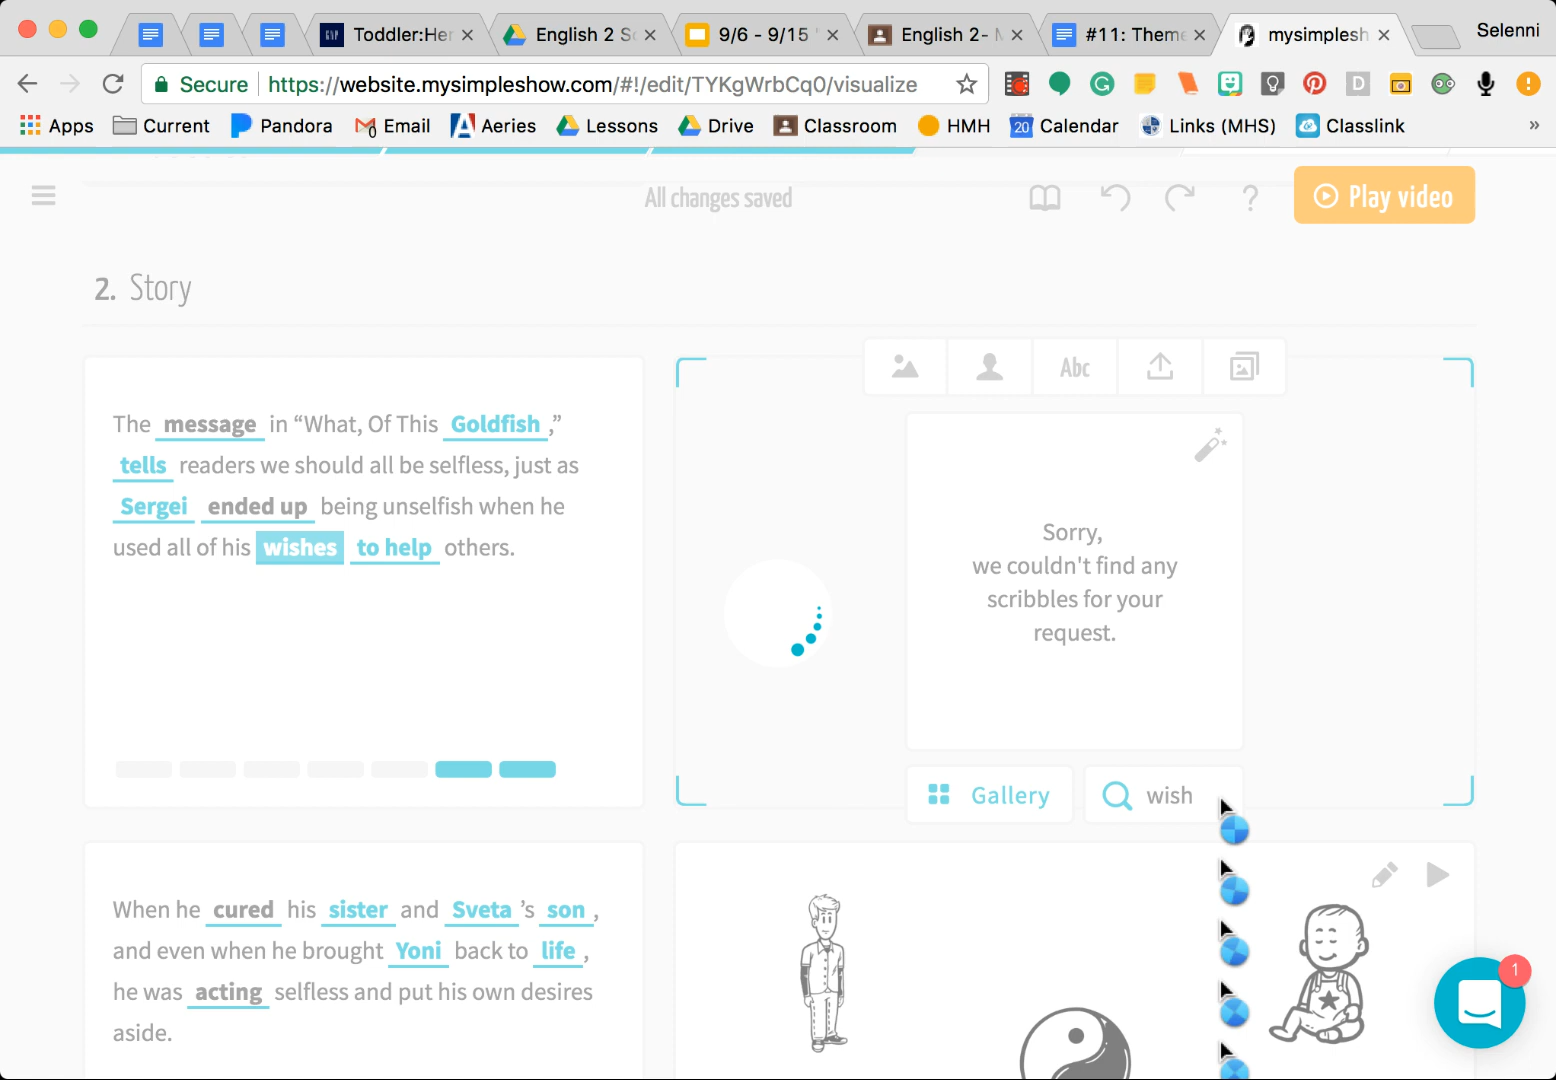 Toddler:Her
English 2 Sc
9/6 - 9/15
English 2-
#11: Theme
mysimplesh
Selenni
Secure
https://website.mysimpleshow.com/#!/edit/TYKgWrbCq0/visualize
Apps
Current
Pandora
Email
Aeries
Lessons
Drive
Classroom
HMH
20
Calendar
Links (MHS)
Classlink
»
All changes saved
?
Play video
2. Story
The message in “What, Of This Goldfish,”
tells readers we should all be selfless, just as
Sergei ended up being unselfish when he
used all of his wishes to help others.
Abc
Sorry,
we couldn't find any
scribbles for your
request.
Gallery
wish
When he cured his sister and Sveta ’s son,
and even when he brought Yoni back to life,
he was acting selfless and put his own desires
aside.
1